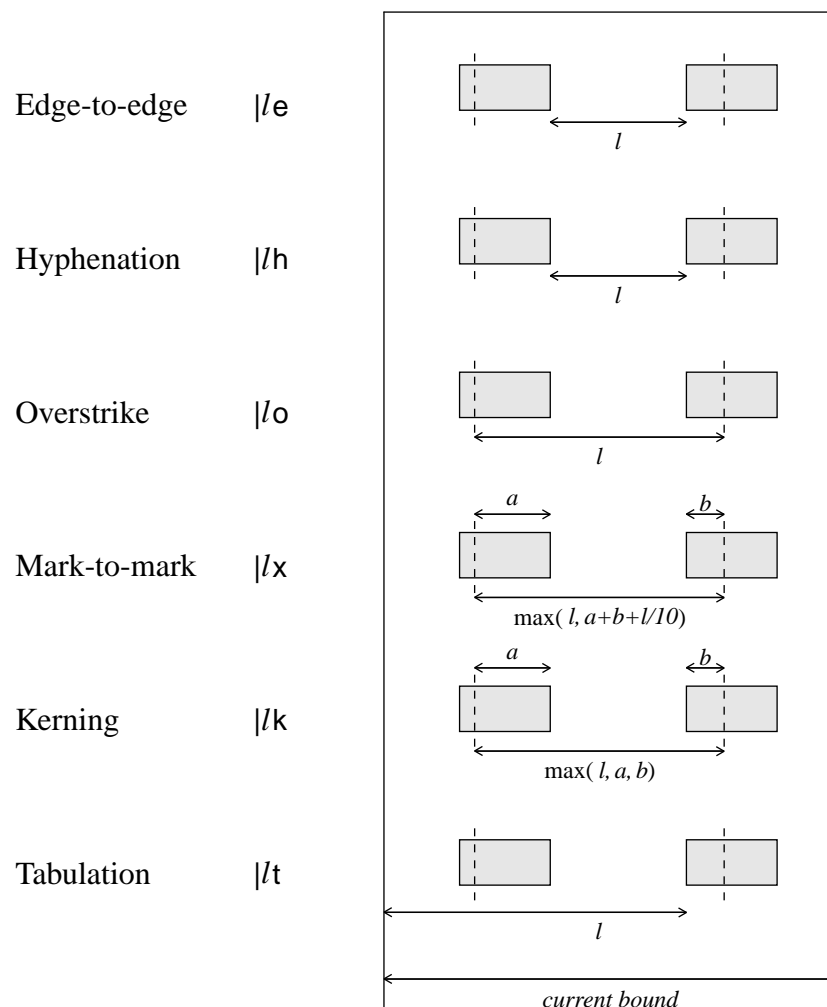 Edge-to-edge |le
l
Hyphenation |lh
l
Overstrike |lo
l
a b
Mark-to-mark |lx
max( l, a+b+l/10)
a b
Kerning |lk
max( l, a, b)
Tabulation |lt
l
current bound